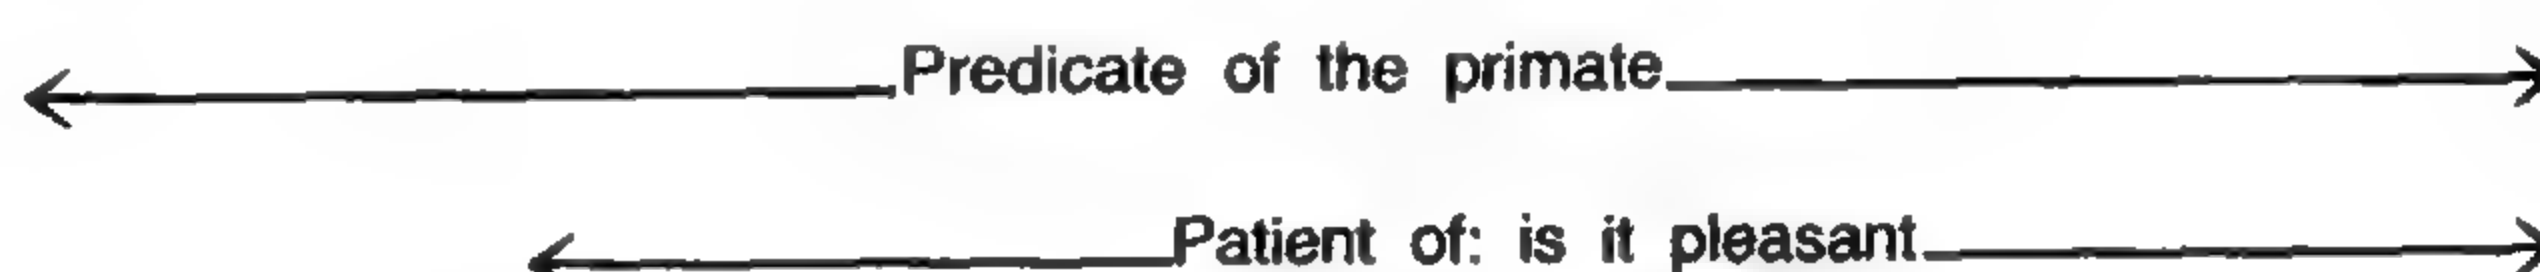 Predicate of the primate
Patient of: is it pleasant